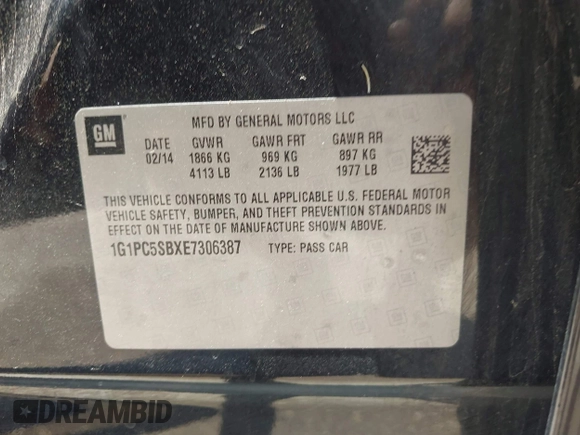 GM
MFD BY GENERAL MOTORS LLC
DATE GVWR GAWR FRT GAWR RR
02/14 1866 KG 969 KG 897 KG
4113 LB 2136 LB 1977 LB
THIS VEHICLE CONFORMS TO ALL APPLICABLE U.S. FEDERAL MOTOR
VEHICLE SAFETY, BUMPER, AND THEFT PREVENTION STANDARDS IN
EFFECT ON THE DATE OF MANUFACTURE SHOWN ABOVE.
1G1PC5SBXE7306387 TYPE: PASS CAR
DREAMBID